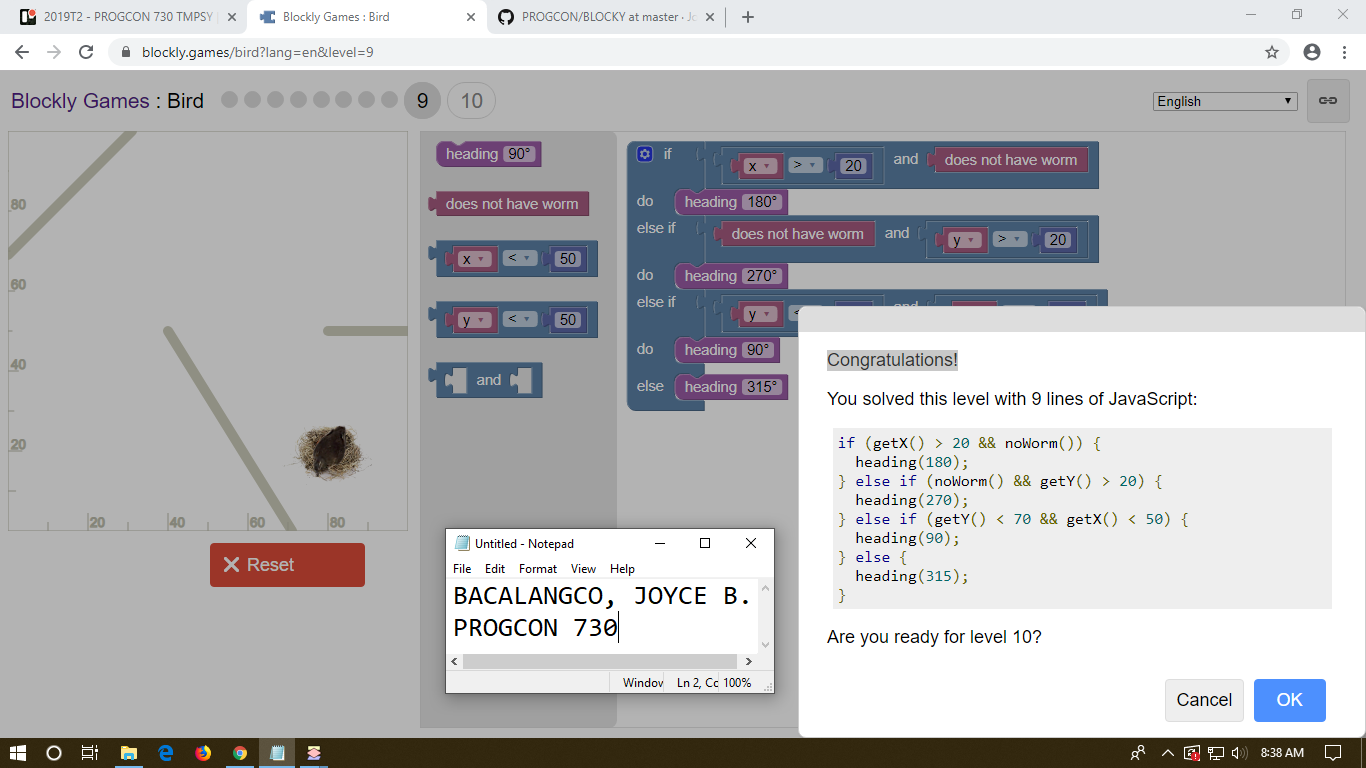 2019T2 - PROGCON 730 TMPSY
Blockly Games : Bird
PROGCON/BLOCKY at master · Jo
blockly.games/bird?lang=en&level=9
Blockly Games : Bird 9 10
English
80
60
40
20
20 40 60 80
Reset
heading 90°
does not have worm
x < 50
y < 50
and
if x > 20 and does not have worm
do heading 180°
else if does not have worm and y > 20
do heading 270°
else if y
do heading 90°
else heading 315°
Untitled - Notepad
File Edit Format View Help
BACALANGCO, JOYCE B.
PROGCON 730
Window Ln 2, Co 100%
Congratulations!
You solved this level with 9 lines of JavaScript:
if (getX() > 20 && noWorm()) {
heading(180);
} else if (noWorm() && getY() > 20) {
heading(270);
} else if (getY() < 70 && getX() < 50) {
heading(90);
} else {
heading(315);
}
Are you ready for level 10?
Cancel OK
8:38 AM